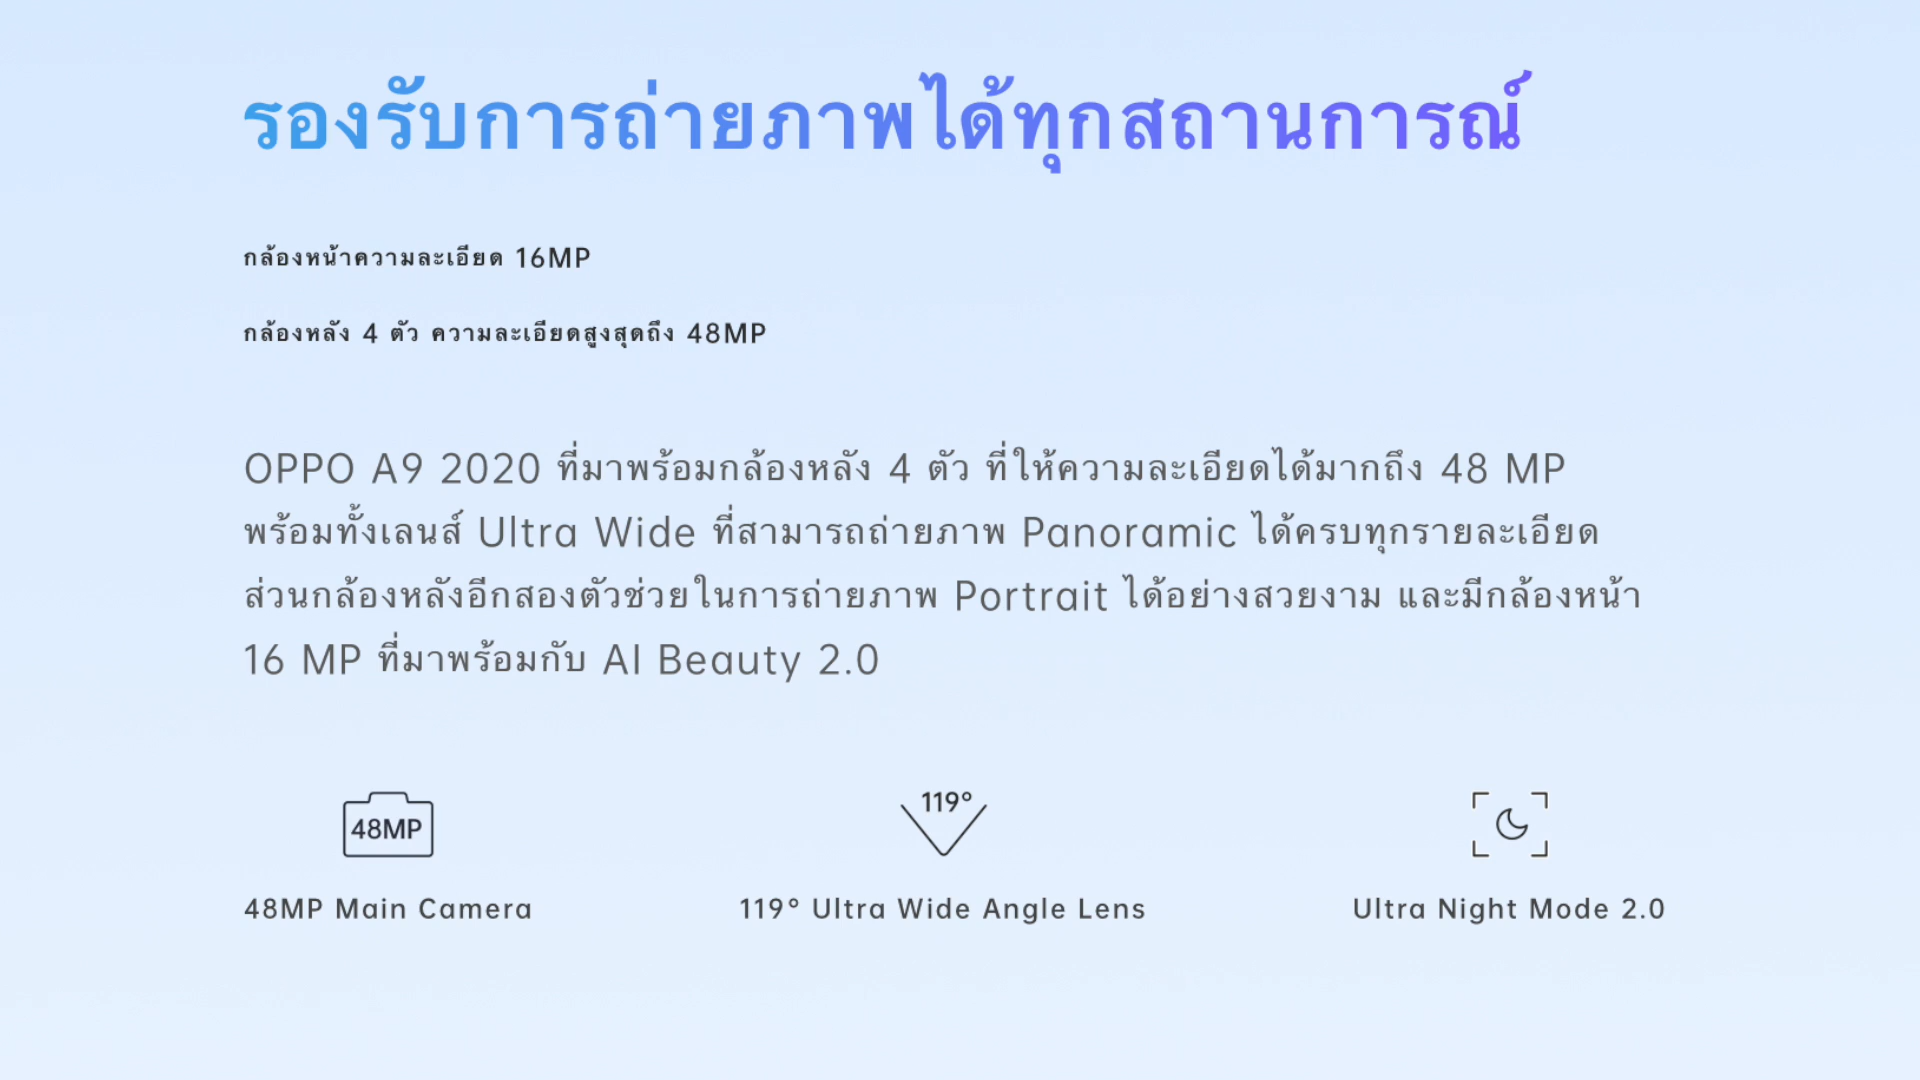 รองรับการถ่ายภาพได้ทุกสถานการณ์
กล้องหน้าความละเอียด 16MP
กล้องหลัง 4 ตัว ความละเอียดสูงสุดถึง 48MP
OPPO A9 2020 ที่มาพร้อมกล้องหลัง 4 ตัว ที่ให้ความละเอียดได้มากถึง 48 MP
พร้อมทั้งเลนส์ Ultra Wide ที่สามารถถ่ายภาพ Panoramic ได้ครบทุกรายละเอียด
ส่วนกล้องหลังอีกสองตัวช่วยในการถ่ายภาพ Portrait ได้อย่างสวยงาม และมีกล้องหน้า
16 MP ที่มาพร้อมกับ AI Beauty 2.0
48MP
119°
48MP Main Camera
119° Ultra Wide Angle Lens
Ultra Night Mode 2.0